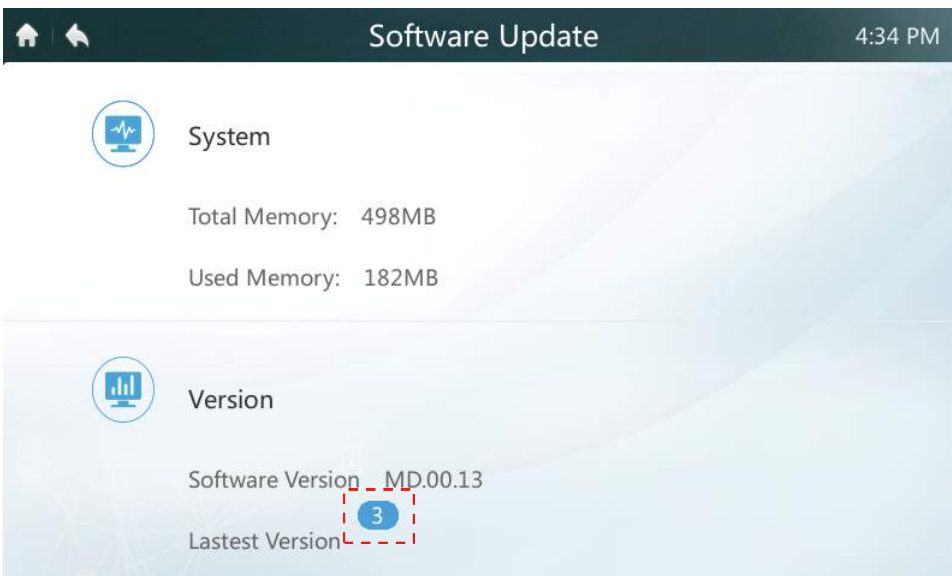 Software Update
4:34 PM
System
Total Memory: 498MB
Used Memory: 182MB
Version
Software Version MD.00.13
3
Lastest Version